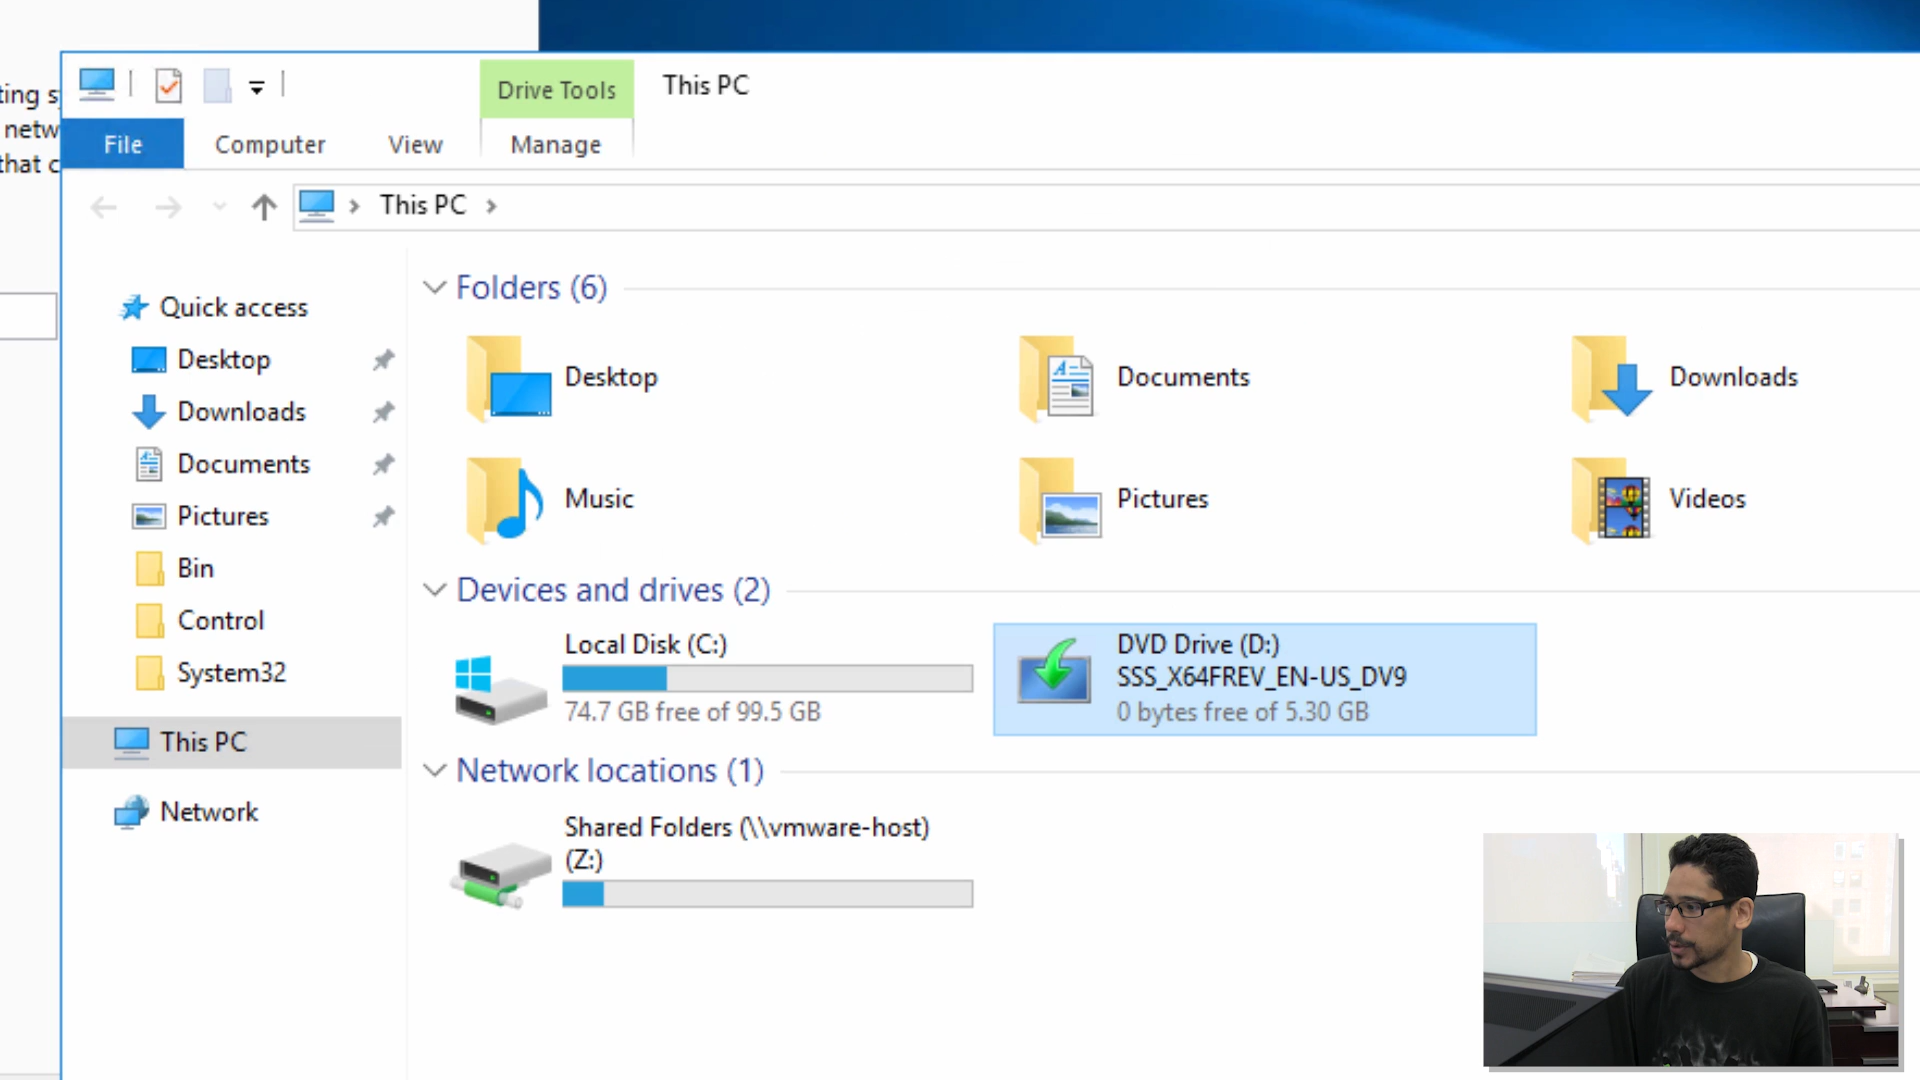 Drive Tools
This PC
ting
netw
that
File
Computer
View
Manage
This PC
Quick access
Desktop
Downloads
Documents
Pictures
Bin
Control
System32
This PC
Network
Folders (6)
Desktop
Documents
Downloads
Music
Pictures
Videos
Devices and drives (2)
Local Disk (C:)
74.7 GB free of 99.5 GB
DVD Drive (D:)
SSS_X64FREV_EN-US_DV9
0 bytes free of 5.30 GB
Network locations (1)
Shared Folders (\\vmware-host)
(Z:)